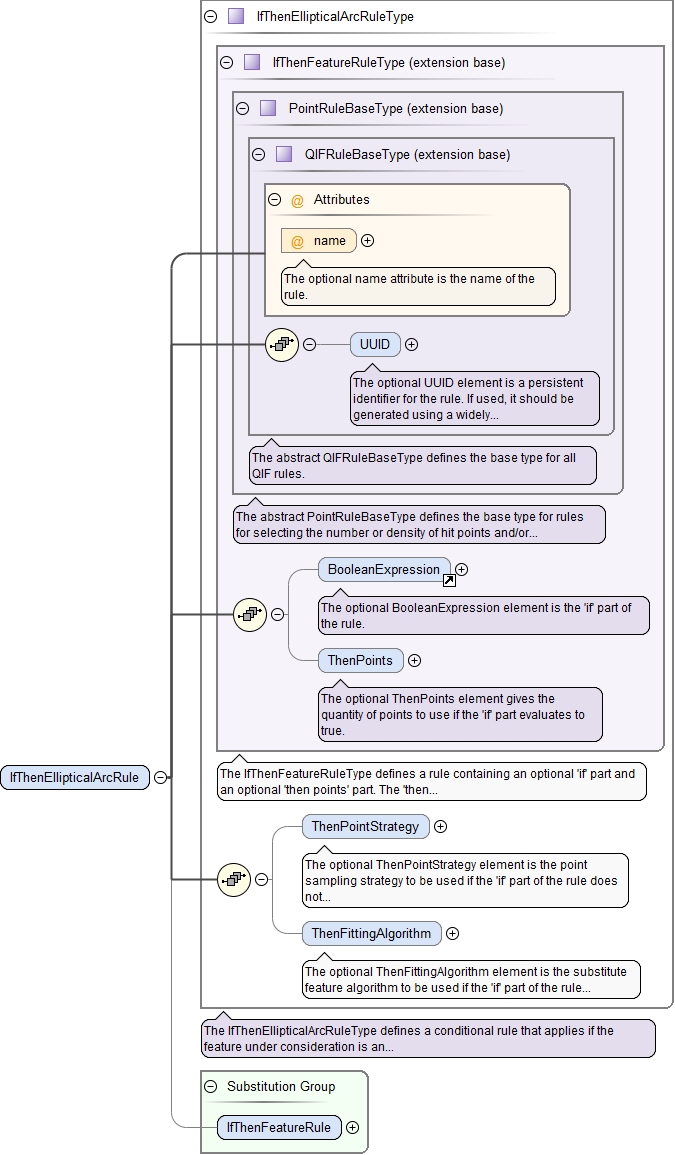 IfThenEllipticalArcRuleType
IfThenFeatureRuleType (extension base)
PointRuleBaseType (extension base)
QIFRuleBaseType (extension base)
@ Attributes
@ name
The optional name attribute is the name of the
rule.
UUID
The optional UUID element is a persistent
identifier for the rule. If used, it should be
generated using a widely...
The abstract QIFRuleBaseType defines the base type for all
QIF rules.
The abstract PointRuleBaseType defines the base type for rules
for selecting the number or density of hit points and/or...
BooleanExpression
The optional BooleanExpression element is the 'if' part of
the rule.
ThenPoints
The optional ThenPoints element gives the
quantity of points to use if the 'if' part evaluates to
true.
IfThenEllipticalArcRule
The IfThenFeatureRuleType defines a rule containing an optional 'if' part and
an optional 'then points' part. The 'then...
ThenPointStrategy
The optional ThenPointStrategy element is the point
sampling strategy to be used if the 'if' part of the rule does
not...
ThenFittingAlgorithm
The optional ThenFittingAlgorithm element is the substitute
feature algorithm to be used if the 'if' part of the rule...
The IfThenEllipticalArcRuleType defines a conditional rule that applies if the
feature under consideration is an...
Substitution Group
IfThenFeatureRule